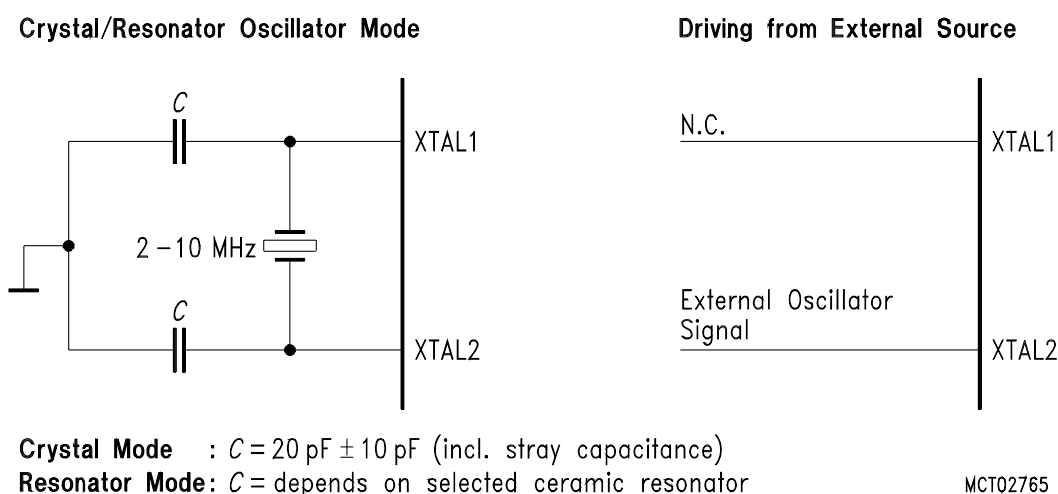 Crystal/Resonator Oscillator Mode
C
XTAL1
2 – 10 MHz
C
XTAL2
Driving from External Source
N.C.
XTAL1
External Oscillator
Signal
XTAL2
Crystal Mode : C = 20 pF ± 10 pF (incl. stray capacitance)
Resonator Mode: C = depends on selected ceramic resonator
MCT02765